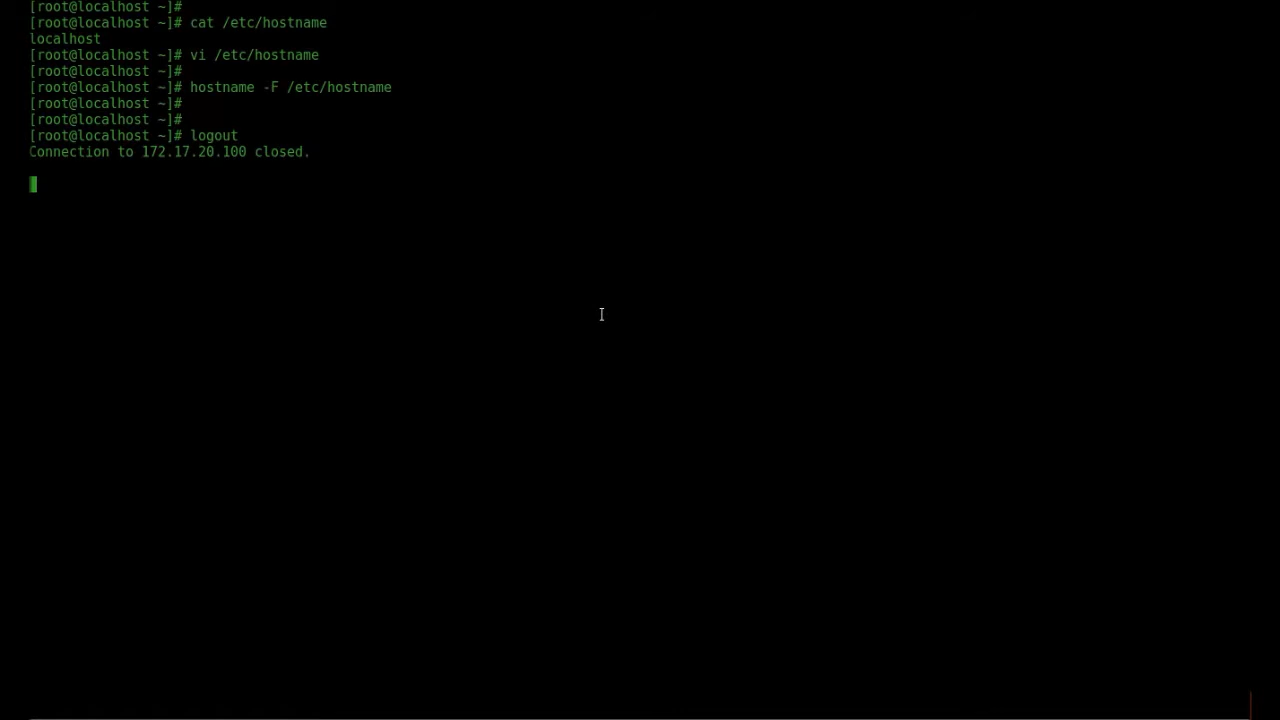 [root@localhost ~]#
[root@localhost ~]# cat /etc/hostname
localhost
[root@localhost ~]# vi /etc/hostname
[root@localhost ~]#
[root@localhost ~]# hostname -F /etc/hostname
[root@localhost ~]#
[root@localhost ~]#
[root@localhost ~]# logout
Connection to 172.17.20.100 closed.